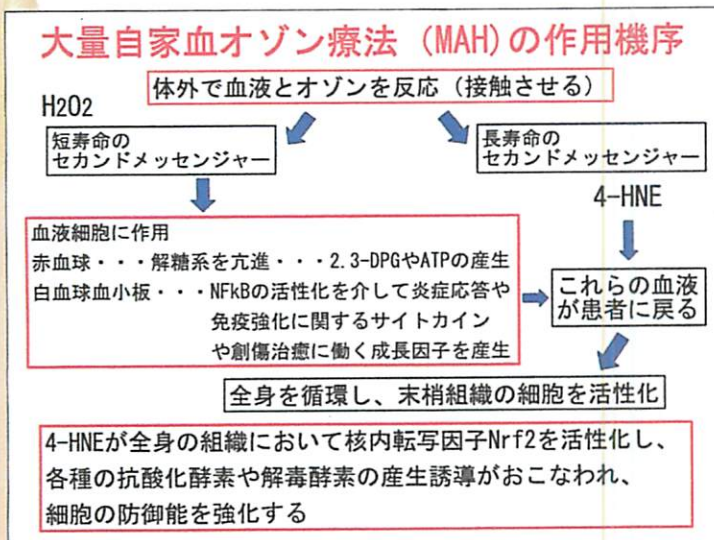 大量自家血オゾン療法（MAH)の作用機序
体外で血液とオゾンを反応（接触させる）
H2O2
短寿命の
セカンドメッセンジャー
長寿命の
セカンドメッセンジャー
4-HNE
血液細胞に作用
赤血球・・・解糖系を亢進・・・2.3-DPGやATPの産生
白血球血小板・・・NFkBの活性化を介して炎症応答や
免疫強化に関するサイトカイン
や創傷治癒に働く成長因子を産生
これらの血液
が患者に戻る
全身を循環し、末梢組織の細胞を活性化
4-HNEが全身の組織において核内転写因子Nrf2を活性化し、
各種の抗酸化酵素や解毒酵素の産生誘導がおこなわれ、
細胞の防御能を強化する